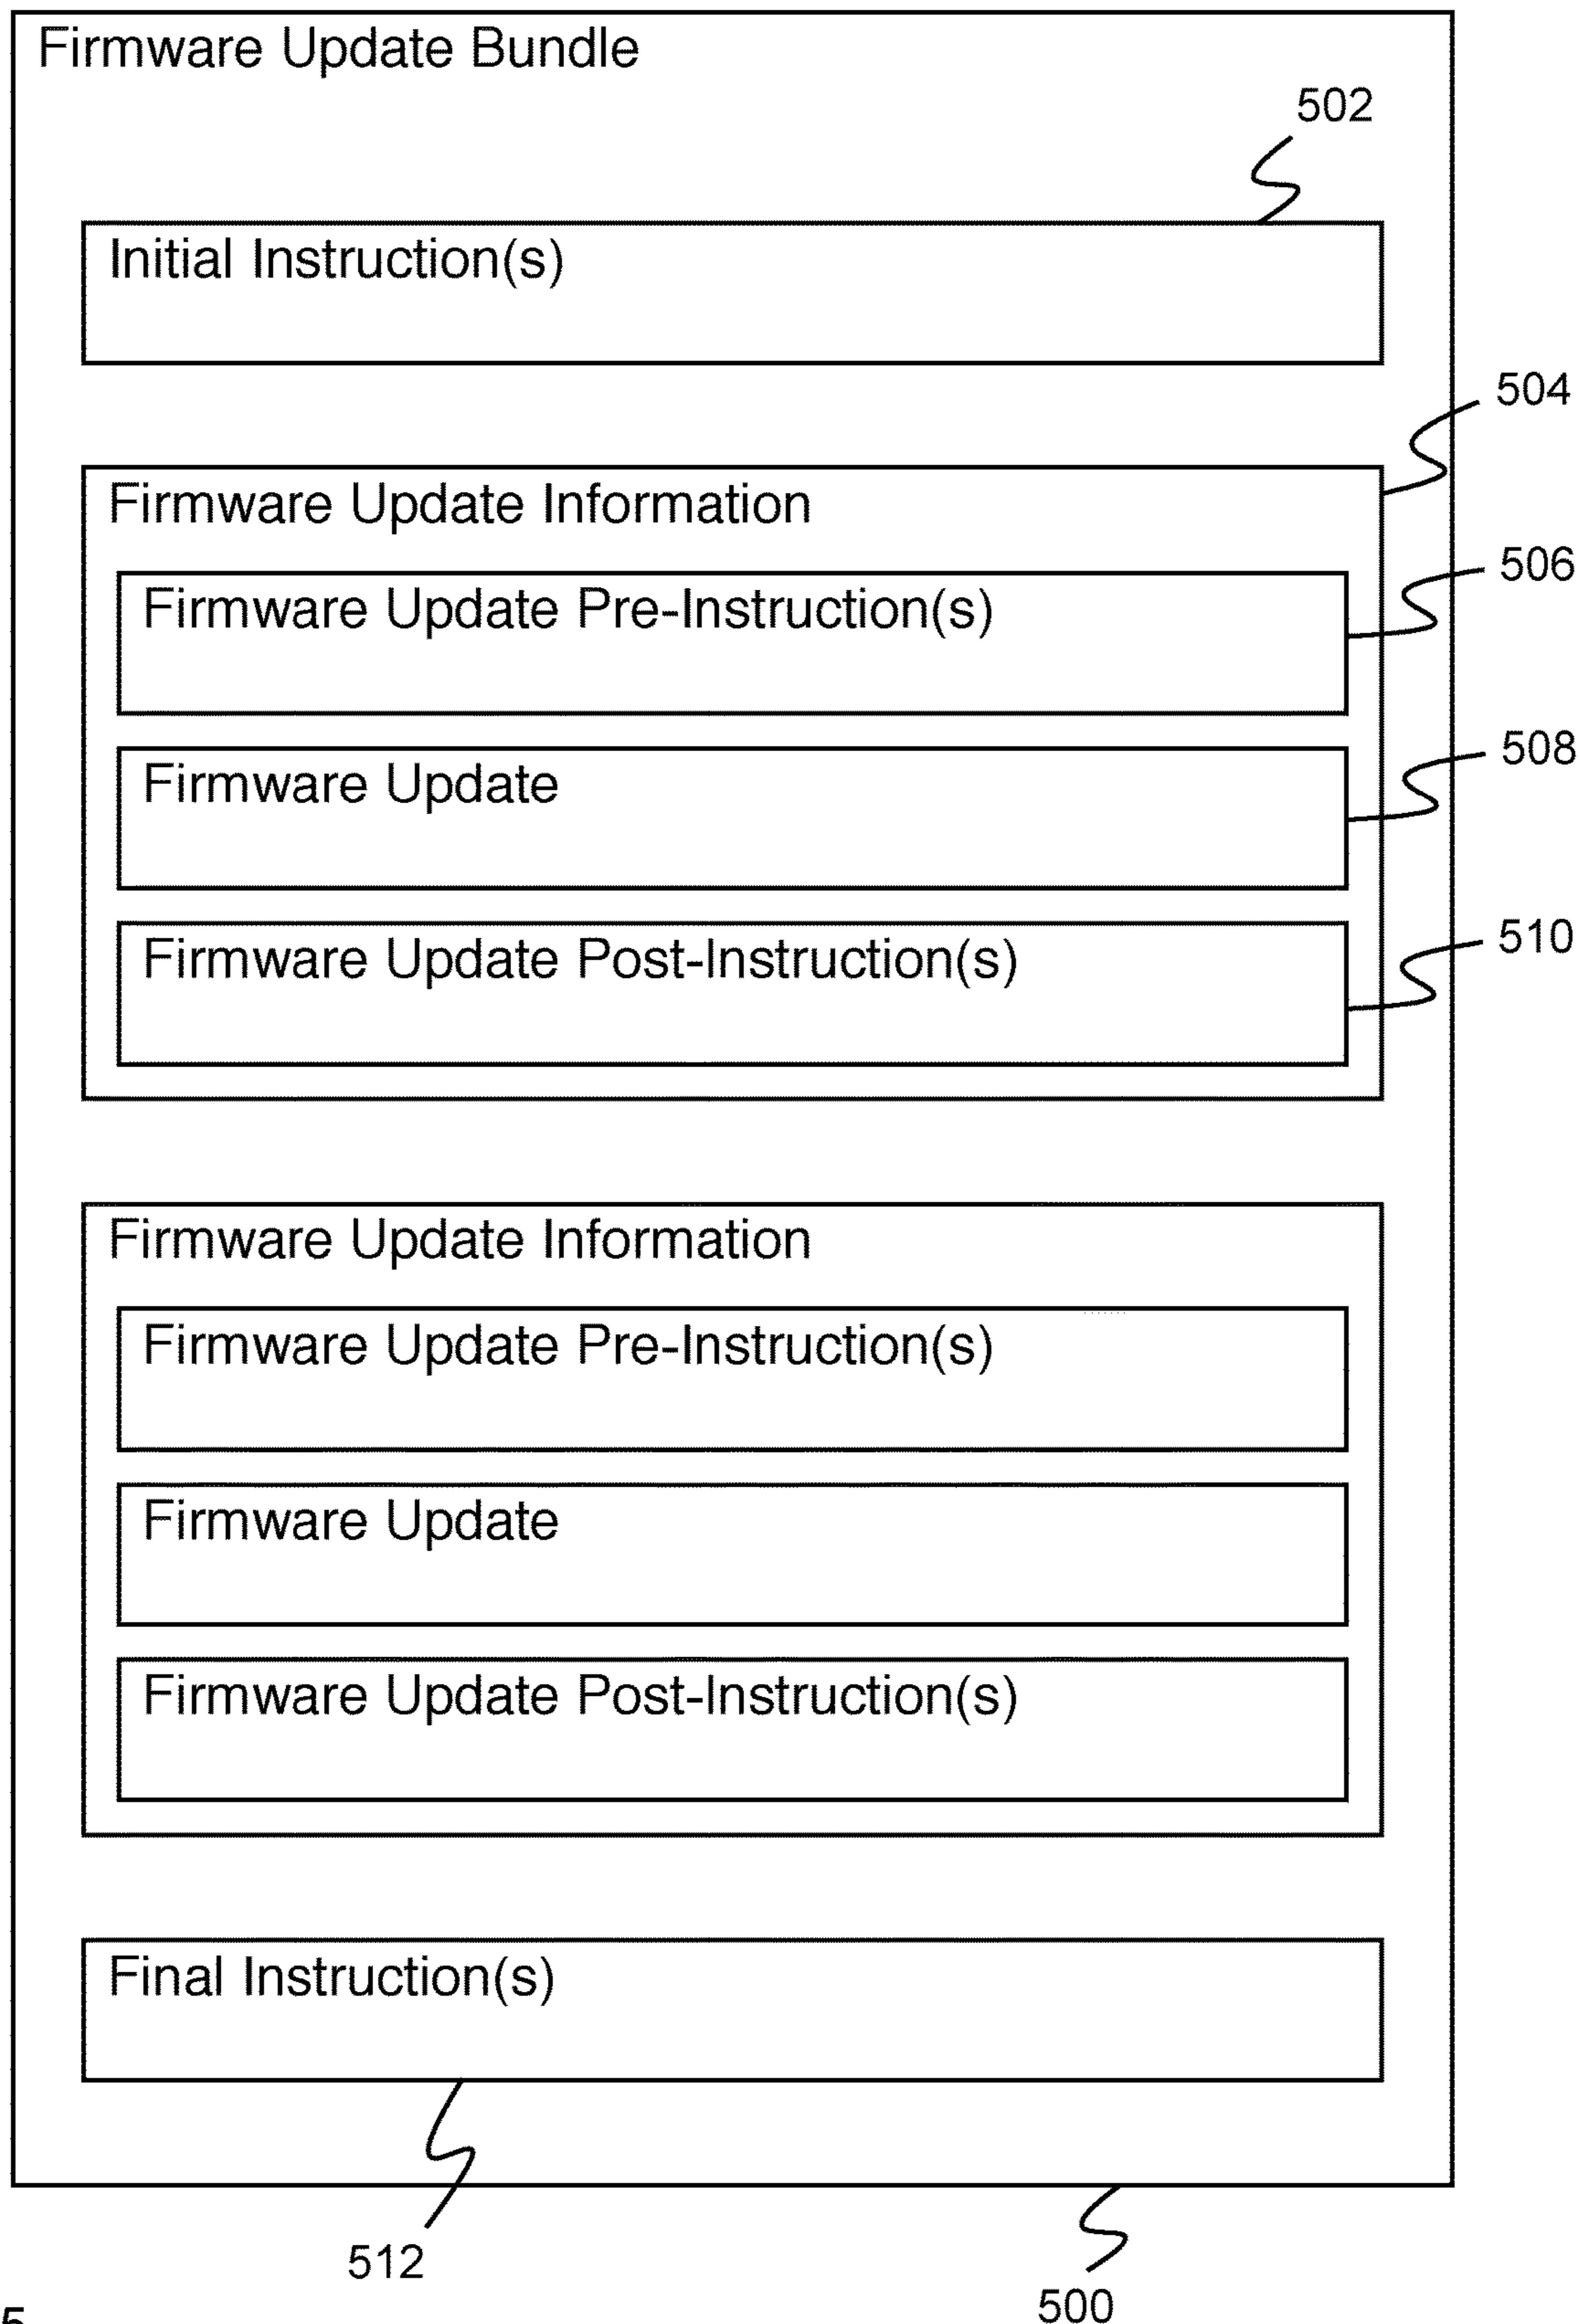 Firmware Update Bundle
502
Initial Instruction(s)
504
Firmware Update Information
506
Firmware Update Pre-Instruction(s)
508
Firmware Update
510
Firmware Update Post-Instruction(s)
Firmware Update Information
Firmware Update Pre-Instruction(s)
Firmware Update
Firmware Update Post-Instruction(s)
Final Instruction(s)
512
500
5